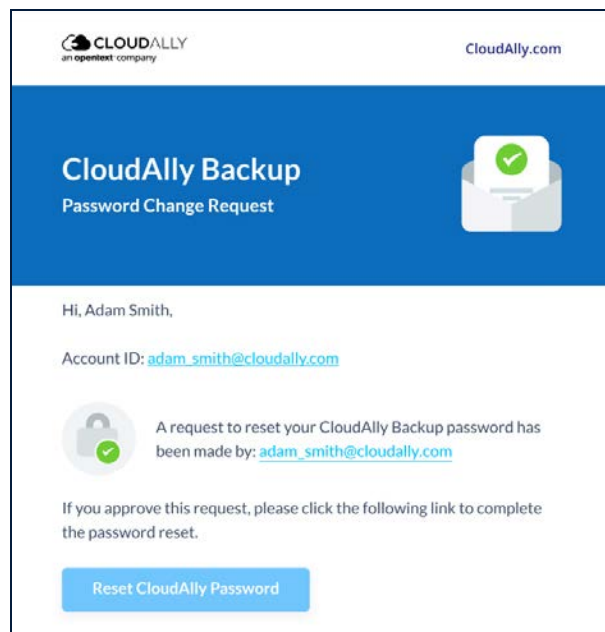 CLOUDALLY
an opentext company
CloudAlly.com
CloudAlly Backup
Password Change Request
Hi, Adam Smith,
Account ID: adam_smith@cloudally.com
A request to reset your CloudAlly Backup password has
been made by: adam_smith@cloudally.com
If you approve this request, please click the following link to complete
the password reset.
Reset CloudAlly Password